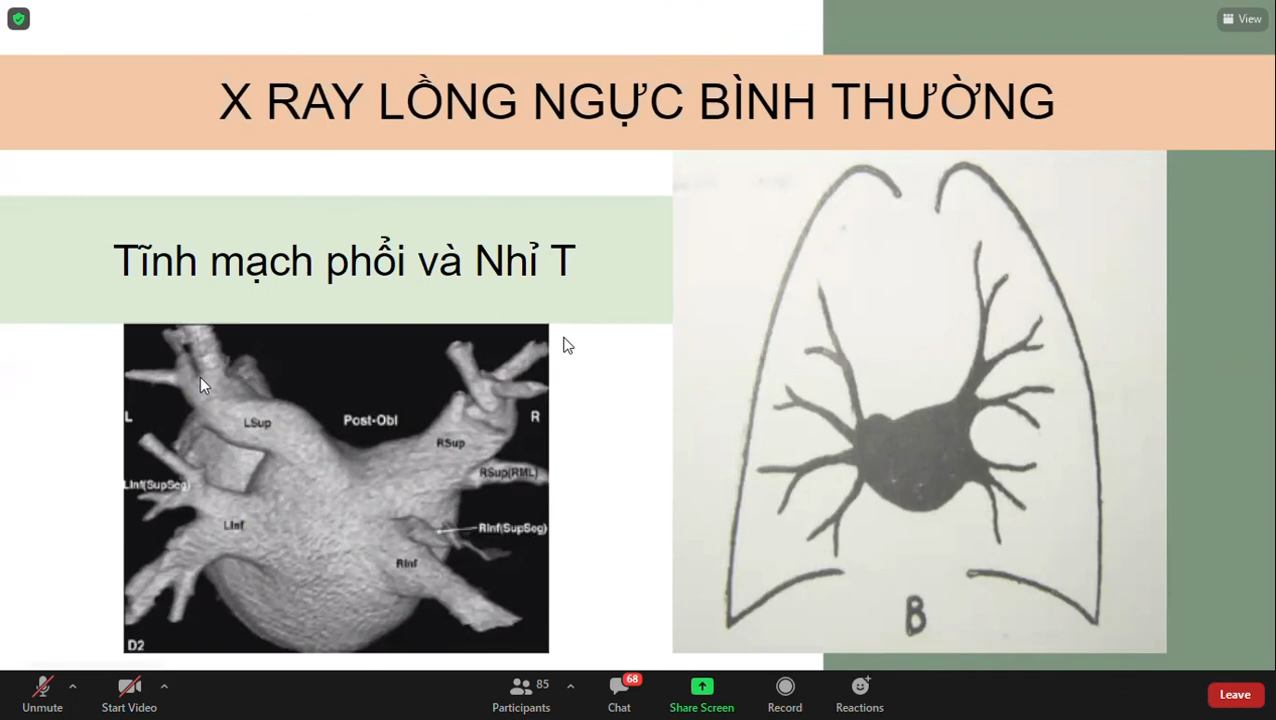 View
X RAY LỒNG NGỰC BÌNH THƯỜNG
Tĩnh mạch phổi và Nhỉ T
L
LSup
Post-Obl
R
RSup
RSup(RML)
LInf(SupSeg)
LInf
RInf(SupSeg)
RInf
D2
B
Unmute
Start Video
85
Participants
68
Chat
Share Screen
Record
Reactions
Leave